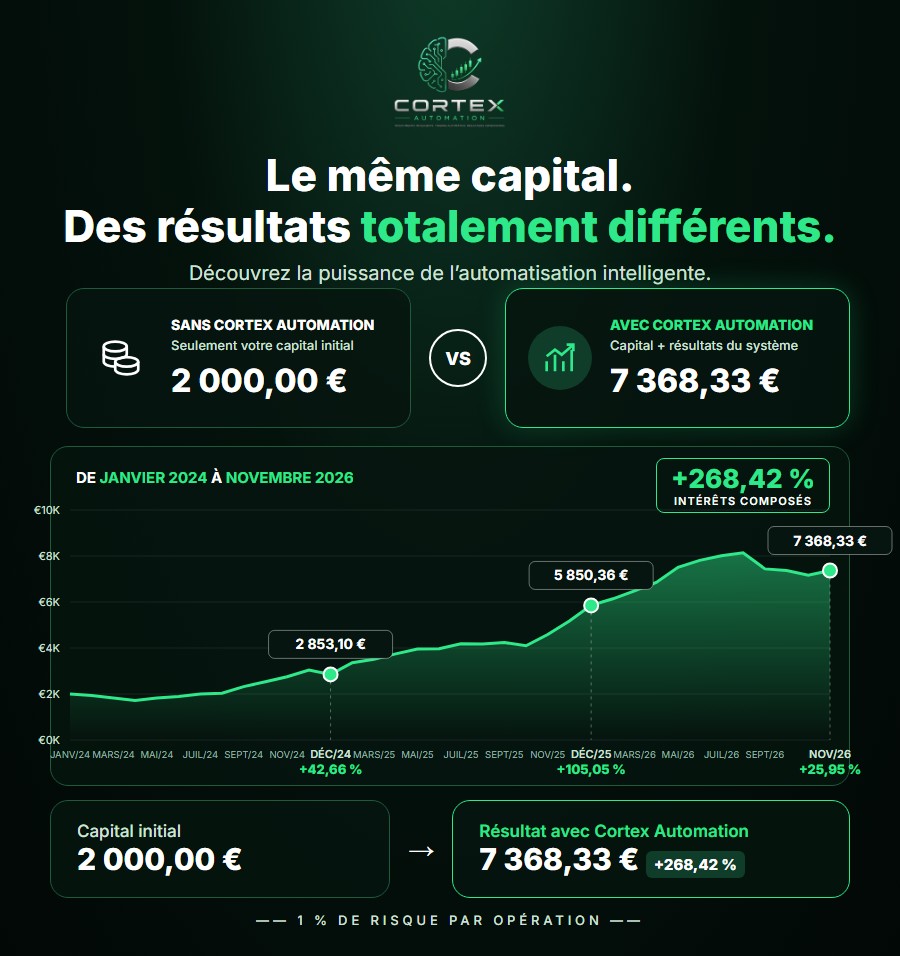 CORTEX
AUTOMATION
Le même capital.
Des résultats totalement différents.
Découvrez la puissance de l'automatisation intelligente.
SANS CORTEX AUTOMATION
Seulement votre capital initial
2 000,00 €
VS
AVEC CORTEX AUTOMATION
Capital + résultats du système
7 368,33 €
DE JANVIER 2024 À NOVEMBRE 2026
+268,42 %
INTÉRÊTS COMPOSÉS
€10K
€8K
€6K
€4K
€2K
€0K
2 853,10 €
5 850,36 €
7 368,33 €
JANV/24 MARS/24 MAI/24 JUIL/24 SEPT/24 NOV/24 DÉC/24 MARS/25 MAI/25 JUIL/25 SEPT/25 NOV/25 DÉC/25 MARS/26 MAI/26 JUIL/26 SEPT/26 NOV/26
+42,66 % +105,05 % +25,95 %
Capital initial
2 000,00 €
→
Résultat avec Cortex Automation
7 368,33 € +268,42 %
—— 1 % DE RISQUE PAR OPÉRATION ——